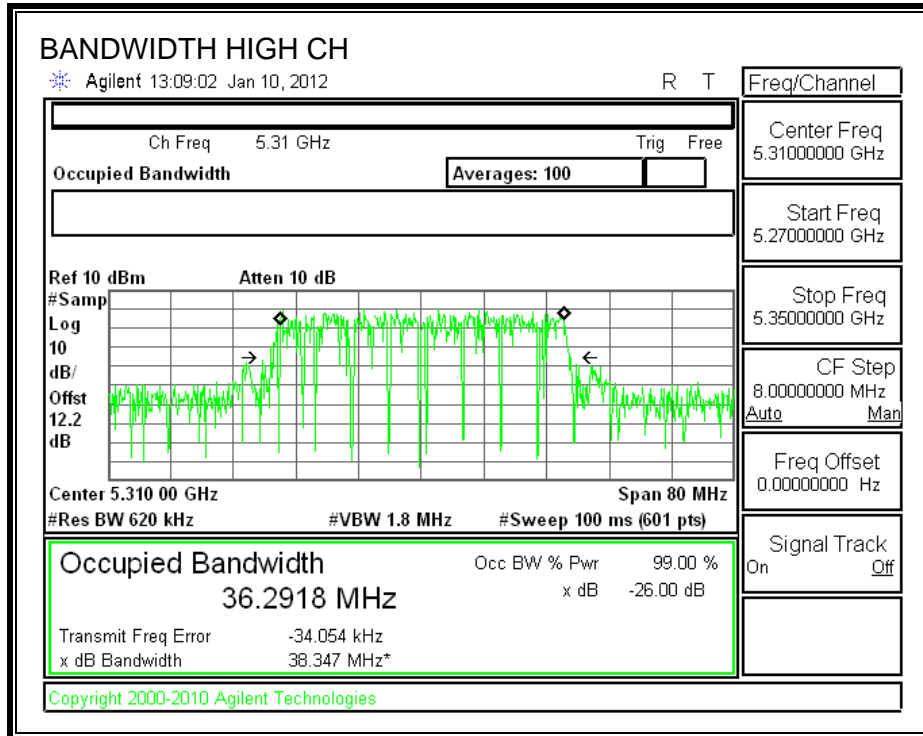 BANDWIDTH HIGH CH
Agilent 13:09:02 Jan 10, 2012 R T
Freq/Channel
Ch Freq 5.31 GHz Trig Free
Occupied Bandwidth Averages: 100
Ref 10 dBm Atten 10 dB
#Samp
Log
10
dB/
Offst
12.2
dB
Center 5.310 00 GHz Span 80 MHz
#Res BW 620 kHz #VBW 1.8 MHz #Sweep 100 ms (601 pts)
Occupied Bandwidth Occ BW % Pwr 99.00 %
36.2918 MHz x dB -26.00 dB
Transmit Freq Error -34.054 kHz
x dB Bandwidth 38.347 MHz*
Copyright 2000-2010 Agilent Technologies
Center Freq
5.31000000 GHz
Start Freq
5.27000000 GHz
Stop Freq
5.35000000 GHz
CF Step
8.00000000 MHz
Auto Man
Freq Offset
0.00000000 Hz
Signal Track
On Off